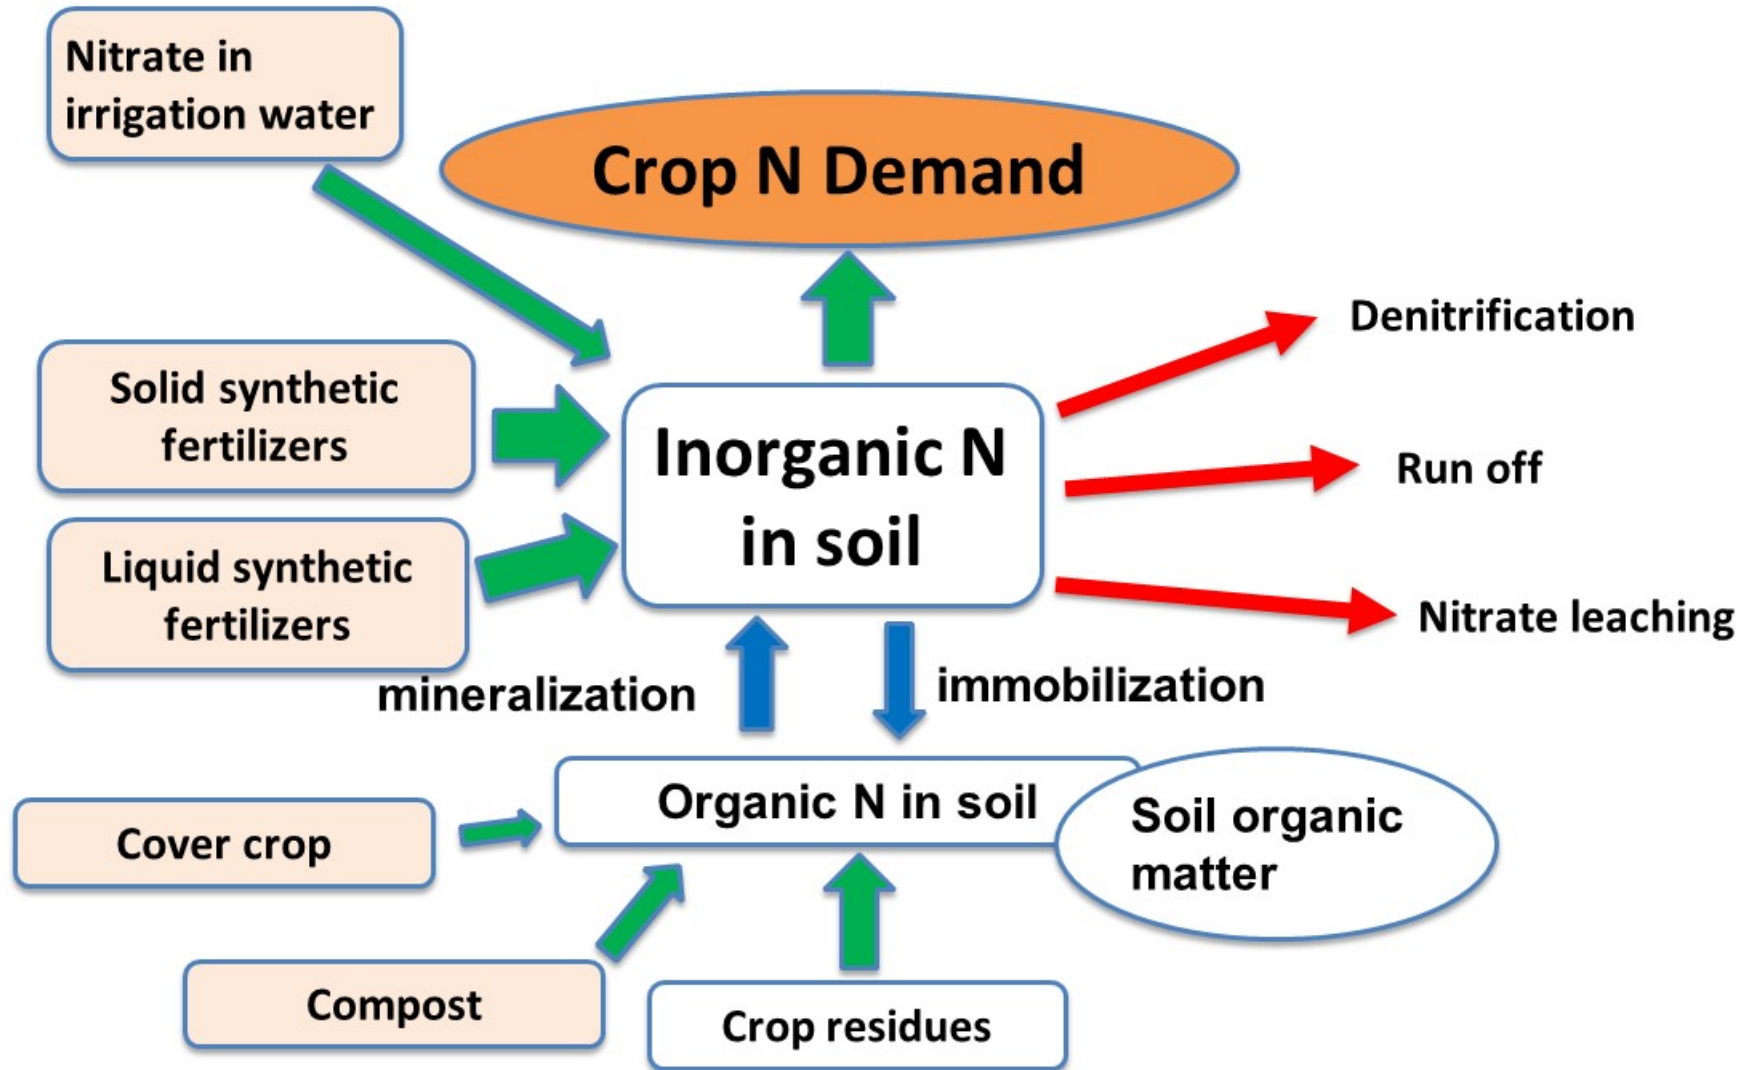 Nitrate in
irrigation water
Crop N Demand
Denitrification
Solid synthetic
fertilizers
Inorganic N
in soil
Run off
Liquid synthetic
fertilizers
Nitrate leaching
mineralization
immobilization
Organic N in soil
Soil organic
matter
Cover crop
Compost
Crop residues